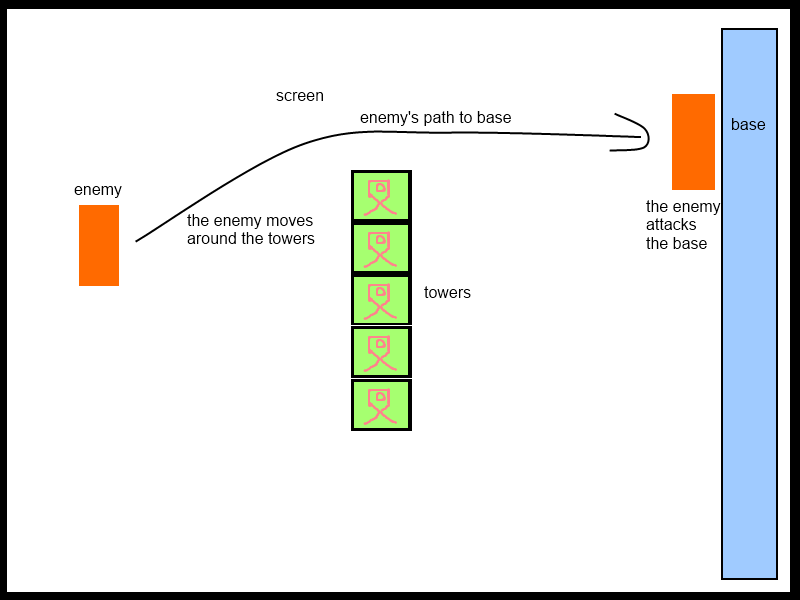 screen
enemy's path to base
base
enemy
the enemy moves
around the towers
the enemy
attacks
the base
towers